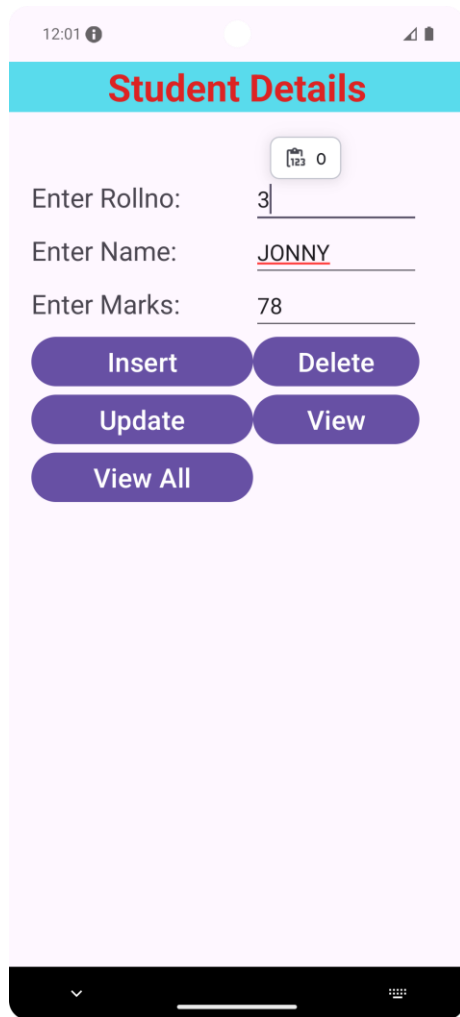 12:01
Student Details
123 0
Enter Rollno: 3
Enter Name: JONNY
Enter Marks: 78
Insert Delete
Update View
View All